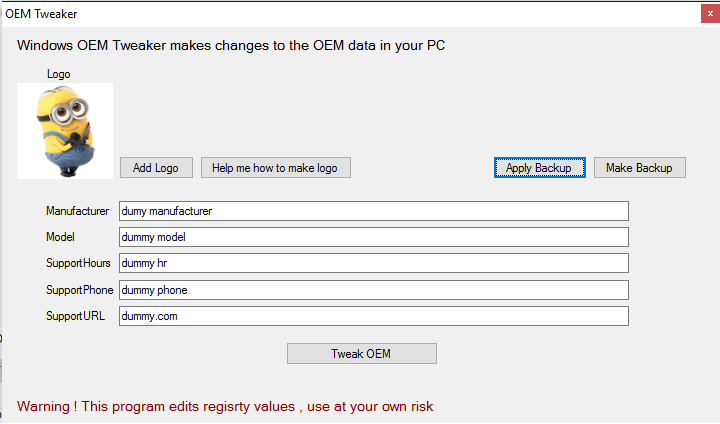 OEM Tweaker
x
Windows OEM Tweaker makes changes to the OEM data in your PC
Logo
Add Logo
Help me how to make logo
Apply Backup
Make Backup
Manufacturer
dumy manufacturer
Model
dummy model
SupportHours
dummy hr
SupportPhone
dummy phone
SupportURL
dummy.com
Tweak OEM
Warning ! This program edits regisrty values , use at your own risk